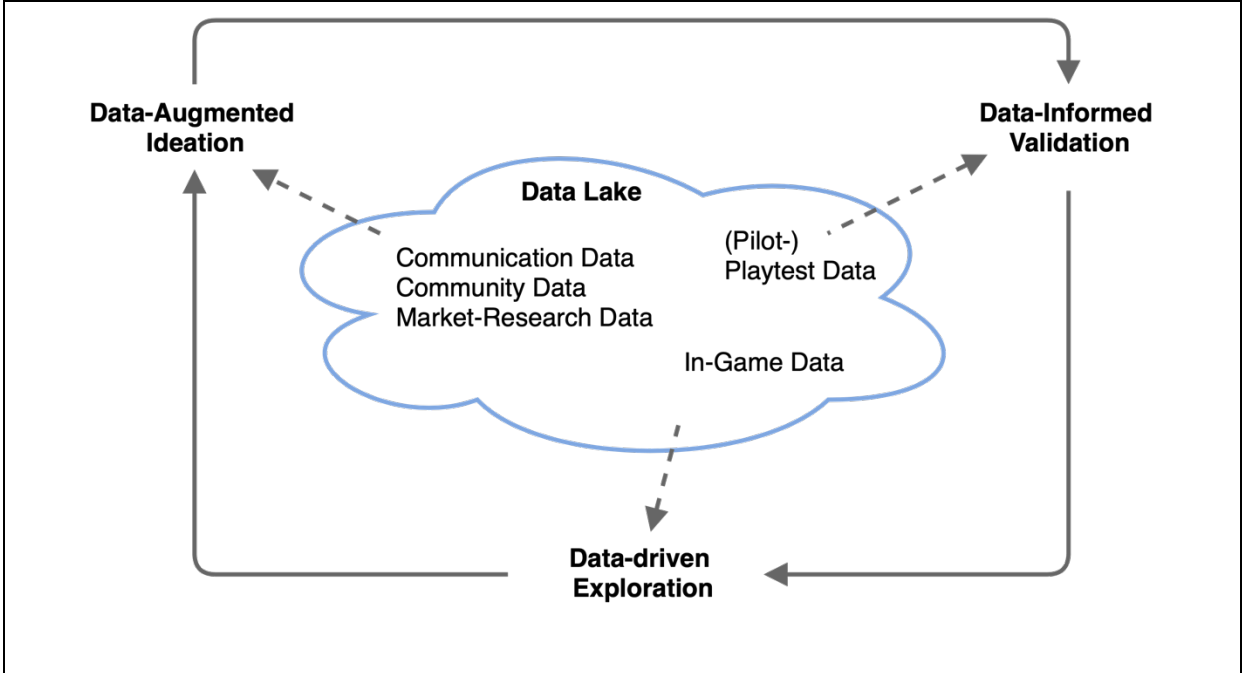 Data-Augmented
Ideation
Data-Informed
Validation
Data Lake
Communication Data
Community Data
Market-Research Data
(Pilot-)
Playtest Data
In-Game Data
Data-driven
Exploration